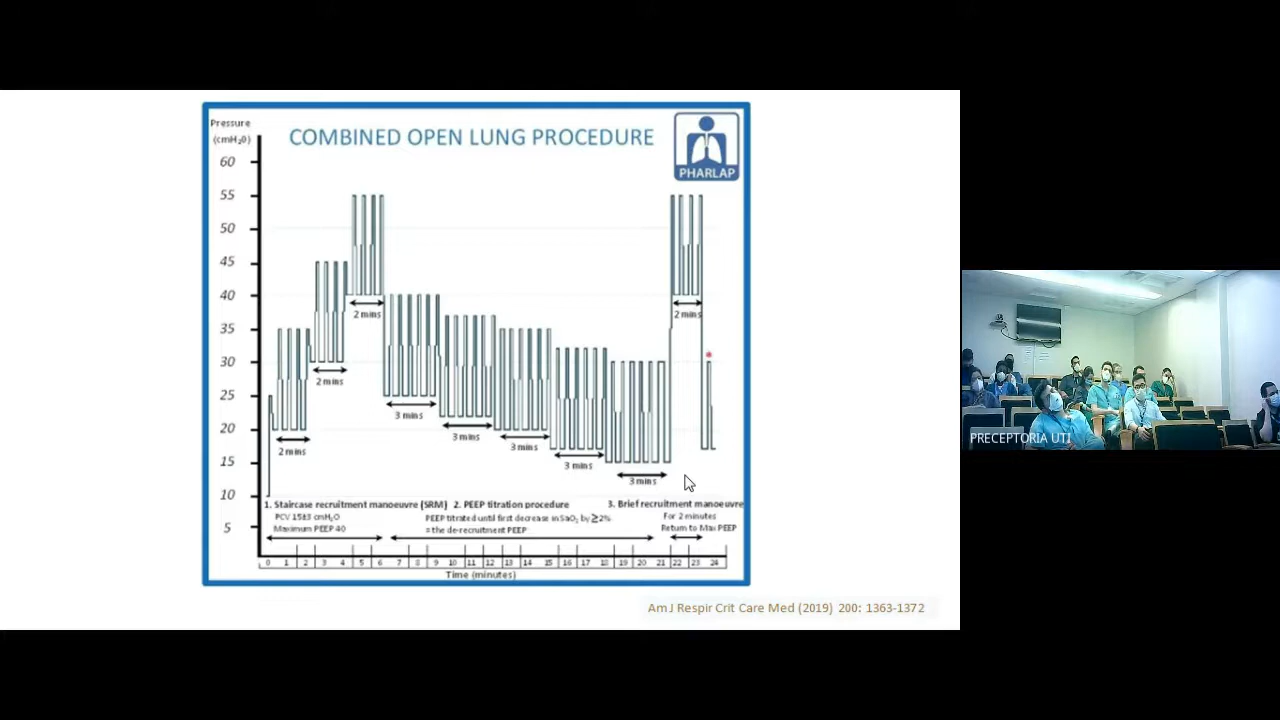 Pressure
(cmH₂0)
COMBINED OPEN LUNG PROCEDURE
PHARLAP
60
55
50
45
40
35
30
25
20
15
10
5
2 mins
2 mins
2 mins
3 mins
3 mins
3 mins
3 mins
3 mins
2 mins
1. Staircase recruitment manoeuvre (SRM)
PCV 15±3 cmH₂O
Maximum PEEP 40
2. PEEP titration procedure
PEEP titrated until first decrease in SaO₂ by ≥2%
= the de-recruitment PEEP
3. Brief recruitment manoeuvre
For 2 minutes
Return to Max PEEP
0 1 2 3 4 5 6 7 8 9 10 11 12 13 14 15 16 17 18 19 20 21 22 23 24
Time (minutes)
Am J Respir Crit Care Med (2019) 200: 1363-1372
PRECEPTORIA UTI